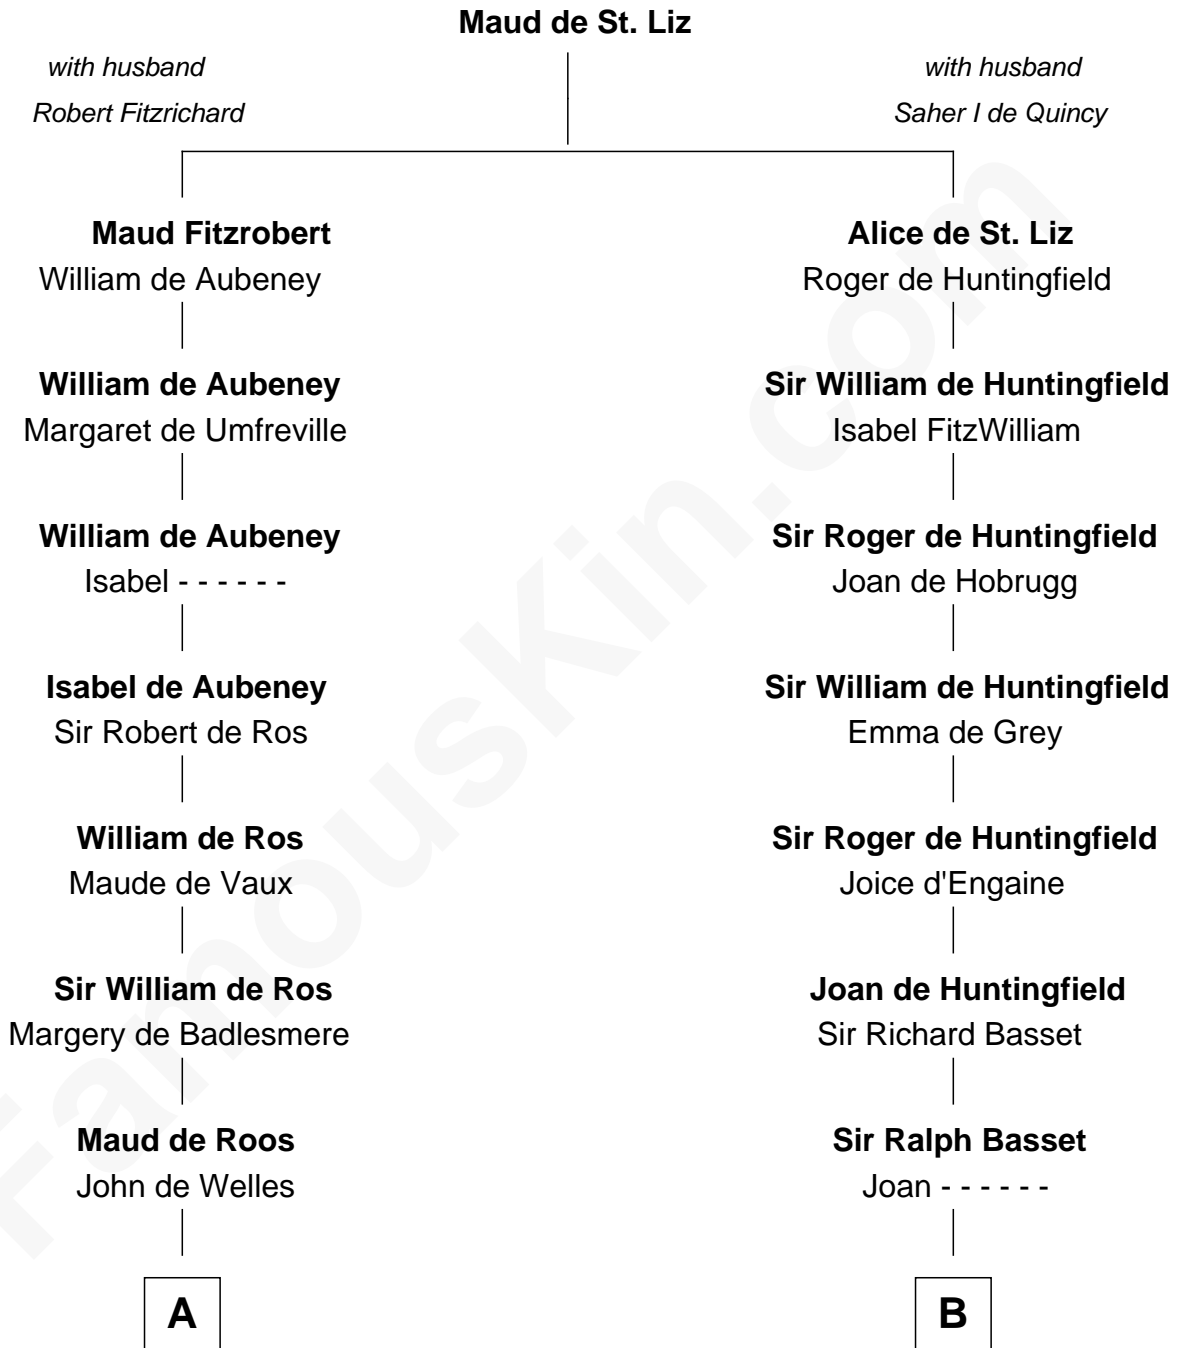 Maud de St. Liz
with husband
Robert Fitzrichard
with husband
Saher I de Quincy
Maud Fitzrobert
William de Aubeney
Alice de St. Liz
Roger de Huntingfield
William de Aubeney
Margaret de Umfreville
Sir William de Huntingfield
Isabel FitzWilliam
William de Aubeney
Isabel - - - - - -
Sir Roger de Huntingfield
Joan de Hobrugg
Isabel de Aubeney
Sir Robert de Ros
Sir William de Huntingfield
Emma de Grey
William de Ros
Maude de Vaux
Sir Roger de Huntingfield
Joice d'Engaine
Sir William de Ros
Margery de Badlesmere
Joan de Huntingfield
Sir Richard Basset
Maud de Roos
John de Welles
Sir Ralph Basset
Joan - - - - - -
A
B
FamousKin.com